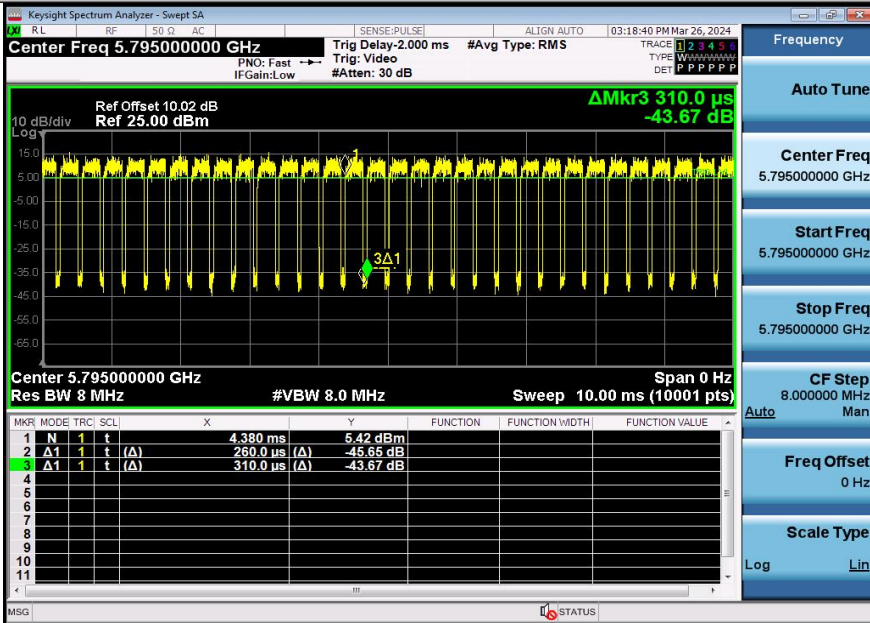 Keysight Spectrum Analyzer - Swept SA
LXI RL RF 50 Ω AC SENSE:PULSE ALIGN AUTO 03:18:40 PM Mar 26, 2024
Center Freq 5.795000000 GHz
PNO: Fast
IFGain:Low
Trig Delay-2.000 ms
Trig: Video
#Atten: 30 dB
#Avg Type: RMS
TRACE 1 2 3 4 5 6
TYPE WWWWWW
DET P P P P P P
Frequency
Auto Tune
Center Freq
5.795000000 GHz
Start Freq
5.795000000 GHz
Stop Freq
5.795000000 GHz
CF Step
8.000000 MHz
Auto Man
Freq Offset
0 Hz
Scale Type
Log Lin
ΔMkr3 310.0 µs
-43.67 dB
Ref Offset 10.02 dB
10 dB/div Ref 25.00 dBm
Log
15.0
5.00
-5.00
-15.0
-25.0
-35.0
-45.0
-55.0
-65.0
1
3Δ1
Center 5.795000000 GHz Span 0 Hz
Res BW 8 MHz #VBW 8.0 MHz Sweep 10.00 ms (10001 pts)
MKR MODE TRC SCL X Y FUNCTION FUNCTION WIDTH FUNCTION VALUE
1 N 1 t 4.380 ms 5.42 dBm
2 Δ1 1 t (Δ) 260.0 µs (Δ) -45.65 dB
3 Δ1 1 t (Δ) 310.0 µs (Δ) -43.67 dB
4
5
6
7
8
9
10
11
MSG STATUS